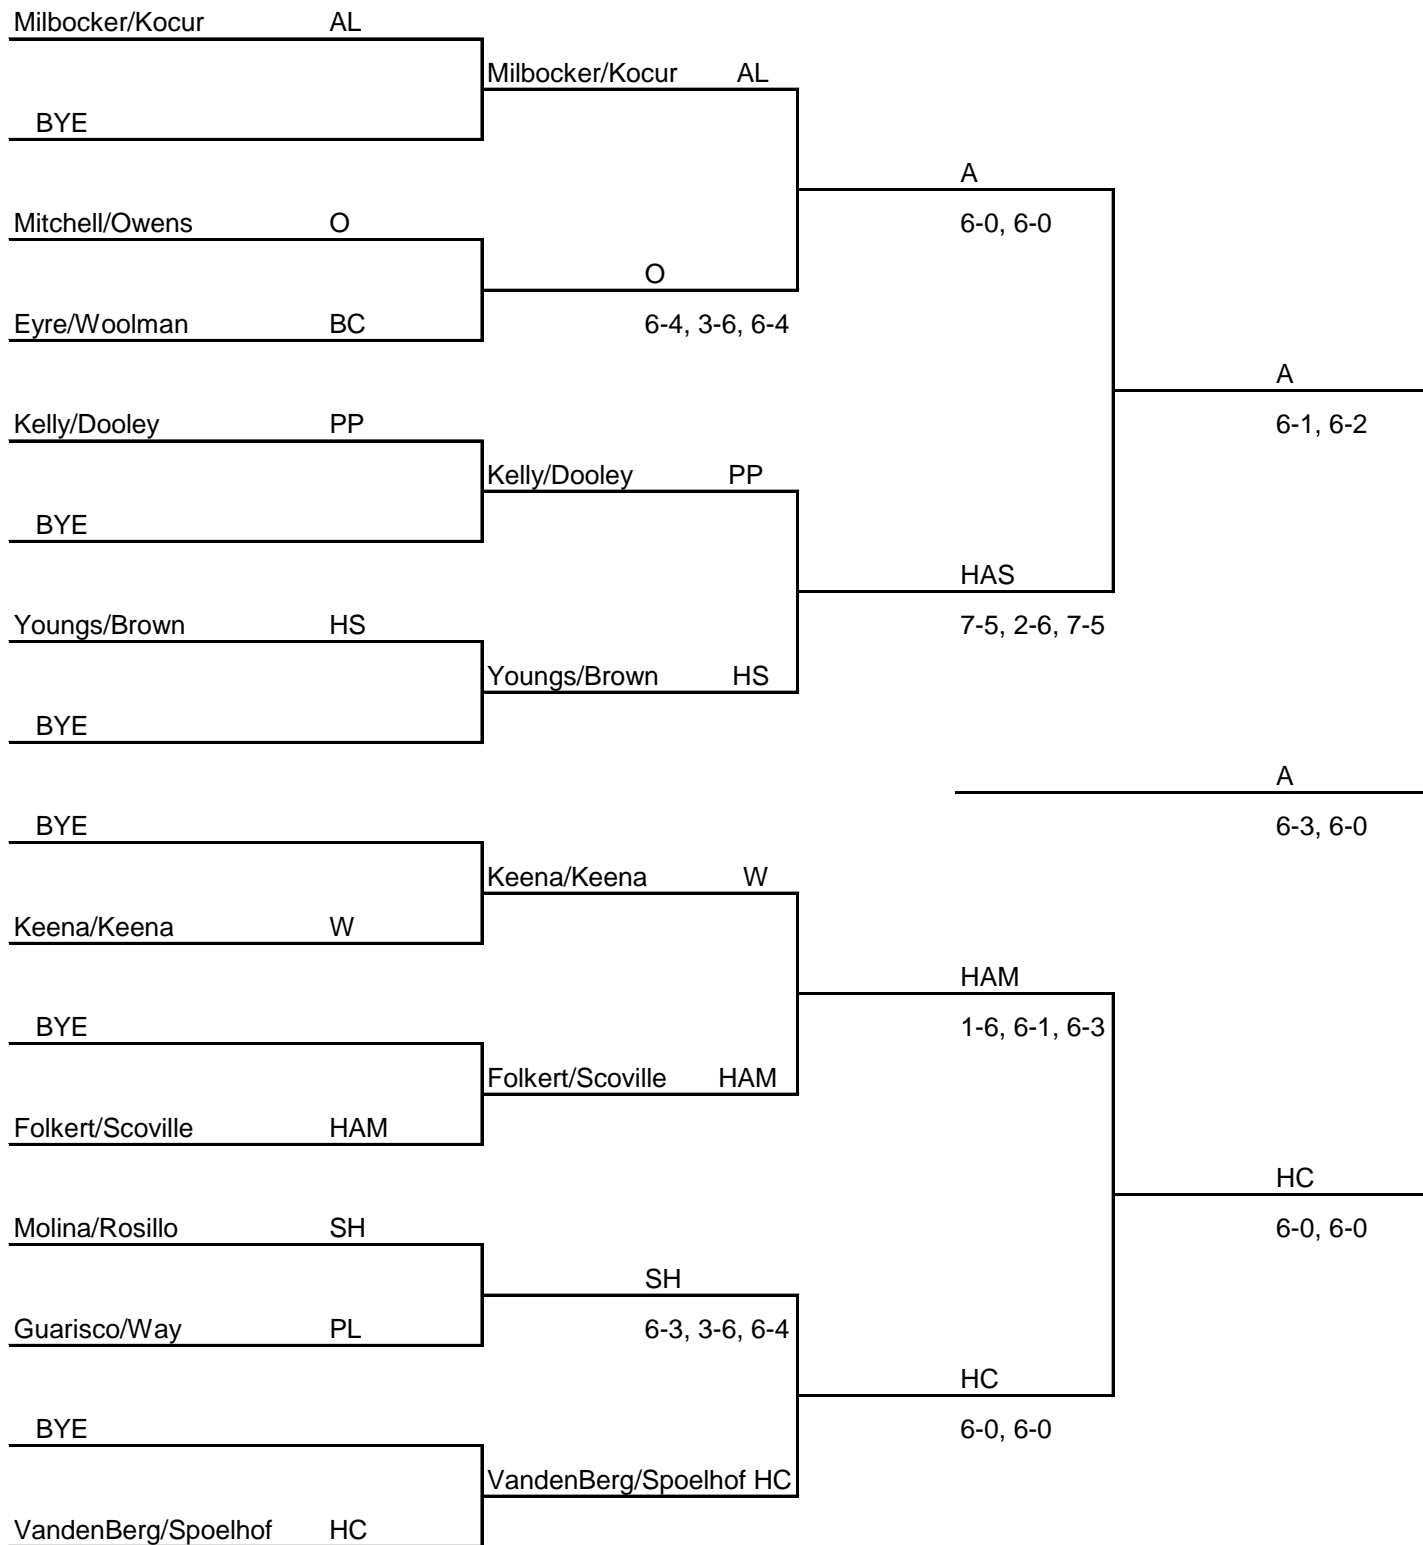 Milbocker/Kocur AL
Milbocker/Kocur AL
BYE
A
Mitchell/Owens O 6-0, 6-0
O
Eyre/Woolman BC 6-4, 3-6, 6-4
A
Kelly/Dooley PP 6-1, 6-2
Kelly/Dooley PP
BYE
HAS
Youngs/Brown HS 7-5, 2-6, 7-5
Youngs/Brown HS
BYE
A
BYE 6-3, 6-0
Keena/Keena W
Keena/Keena W
HAM
BYE 1-6, 6-1, 6-3
Folkert/Scoville HAM
Folkert/Scoville HAM
HC
Molina/Rosillo SH 6-0, 6-0
SH
Guarisco/Way PL 6-3, 3-6, 6-4
HC
BYE 6-0, 6-0
VandenBerg/Spoelhof HC
VandenBerg/Spoelhof HC